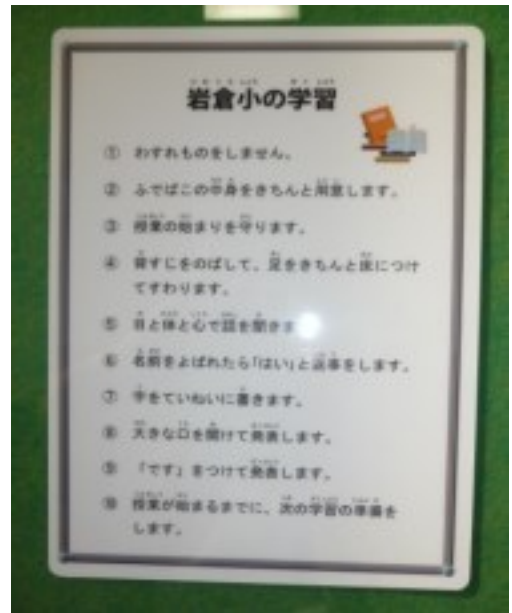 岩倉小の学習
① わすれものをしません。
② ふでばこの中身をきちんと用意します。
③ 授業の始まりを守ります。
④ 背すじをのばして、足をきちんと床につけ
てすわります。
⑤ 目と体と心で話を聞きま
⑥ 名前をよばれたら「はい」と返事をします。
⑦ 字をていねいに書きます。
⑧ 大きな口を開けて発表します。
⑨ 「です」をつけて発表します。
⑩ 授業が始まるまでに、次の学習の準備を
します。